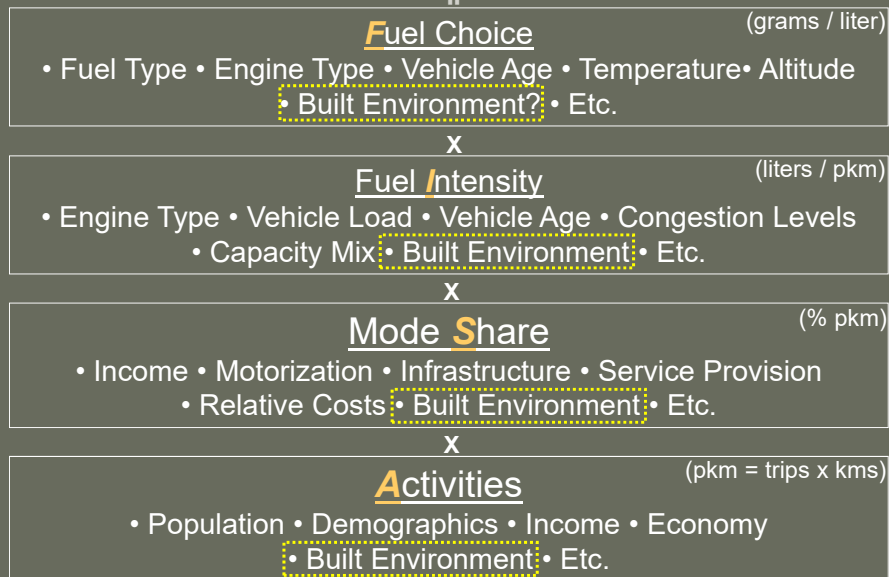 =
Fuel Choice
(grams / liter)
• Fuel Type • Engine Type • Vehicle Age • Temperature• Altitude
• Built Environment? • Etc.
x
Fuel Intensity
(liters / pkm)
• Engine Type • Vehicle Load • Vehicle Age • Congestion Levels
• Capacity Mix • Built Environment • Etc.
x
Mode Share
(% pkm)
• Income • Motorization • Infrastructure • Service Provision
• Relative Costs • Built Environment • Etc.
x
Activities
(pkm = trips x kms)
• Population • Demographics • Income • Economy
• Built Environment • Etc.